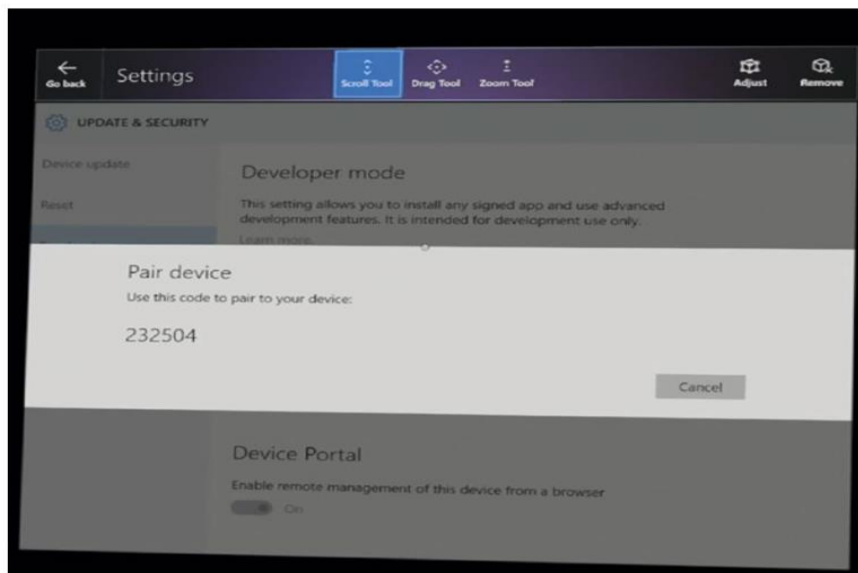 Go back
Settings
Scroll Tool
Drag Tool
Zoom Tool
Adjust
Remove
UPDATE & SECURITY
Device update
Reset
Developer mode
This setting allows you to install any signed app and use advanced
development features. It is intended for development use only.
Learn more.
Pair device
Use this code to pair to your device:
232504
Cancel
Device Portal
Enable remote management of this device from a browser
On